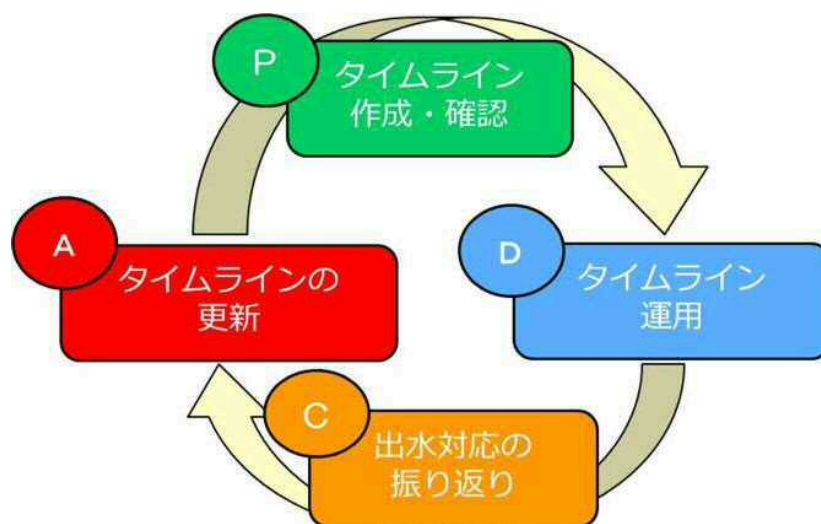 P
タイムライン
作成・確認
D
タイムライン
運用
C
出水対応の
振り返り
A
タイムラインの
更新